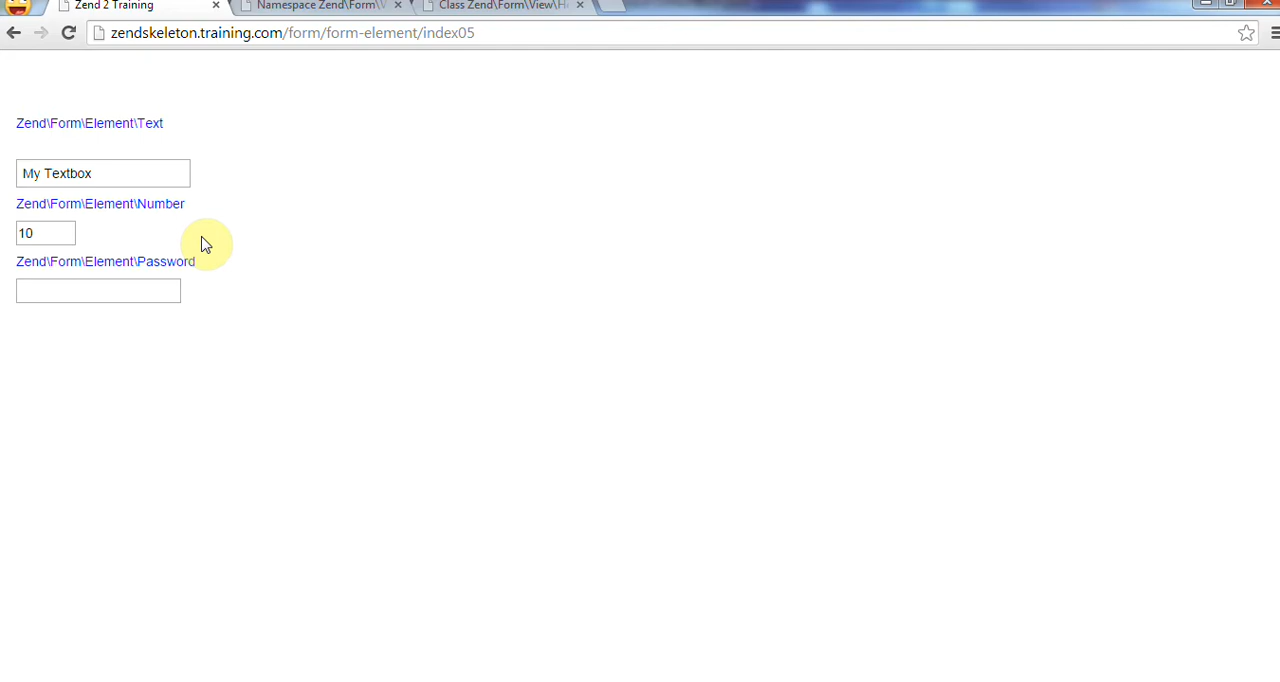 Zend 2 Training
Namespace Zend\Form\V
Class Zend\Form\View\He
zendskeleton.training.com/form/form-element/index05
Zend\Form\Element\Text
My Textbox
Zend\Form\Element\Number
10
Zend\Form\Element\Password